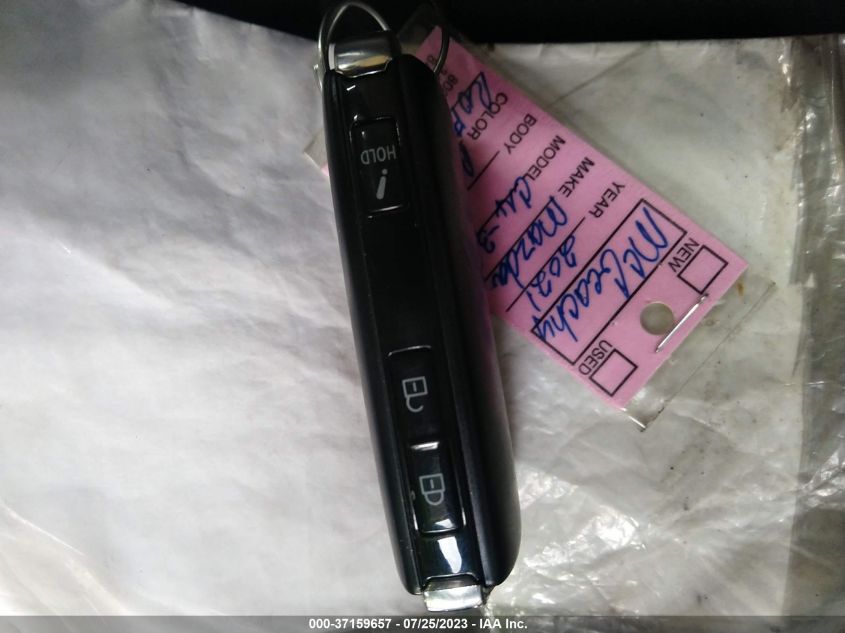 HOLD
NEW
USED
McGeachy
YEAR 2021
MAKE Mazda
MODEL CX-3
BODY
COLOR
000-37159657 - 07/25/2023 - IAA Inc.